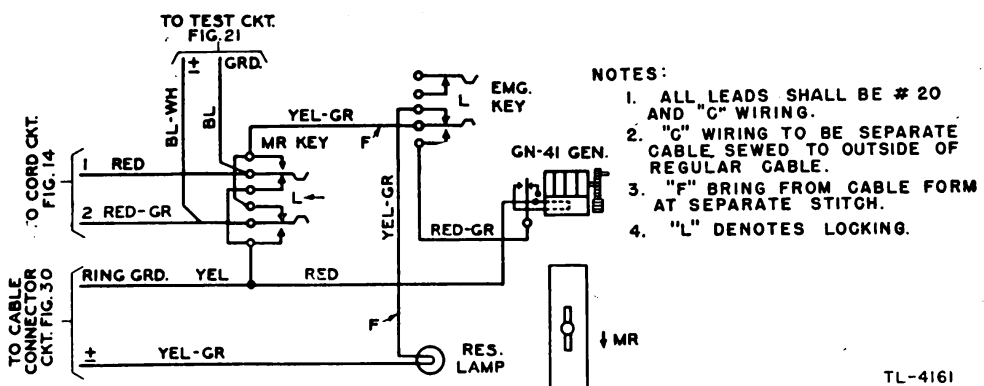 TO TEST CKT.
FIG. 21
± GRD.
BL-WH
BL
YEL-GR
MR KEY
F
L
EMG.
KEY
L
TO CORD CKT.
FIG. 14
1 RED
2 RED-GR
YEL-GR
RED-GR
GN-41 GEN.
TO CABLE
CONNECTOR
CKT. FIG. 30
RING GRD. YEL RED
F
± YEL-GR
RES.
LAMP
MR
NOTES:
1. ALL LEADS SHALL BE # 20
AND "C" WIRING.
2. "C" WIRING TO BE SEPARATE
CABLE SEWED TO OUTSIDE OF
REGULAR CABLE.
3. "F" BRING FROM CABLE FORM
AT SEPARATE STITCH.
4. "L" DENOTES LOCKING.
TL-4161